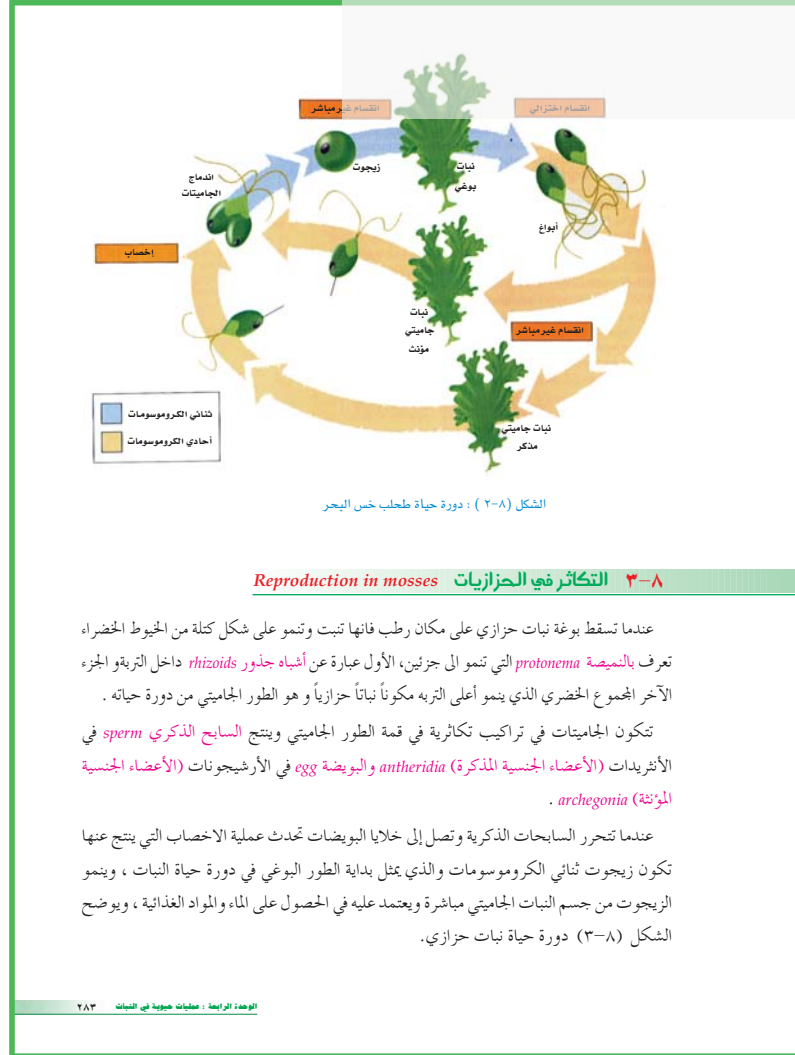 انقسام اختزالي
انقسام غير مباشر
نبات
بوغي
زيجوت
اندماج
الجاميتات
أبواغ
إخصاب
نبات
جاميتي
مؤنث
انقسام غير مباشر
نبات جاميتي
مذكر
ثنائي الكروموسومات
أحادي الكروموسومات
الشكل (٨-٢ ) : دورة حياة طحلب خس البحر
٨-٣ التكاثر في الحزازيات Reproduction in mosses
عندما تسقط بوغة نبات حزازي على مكان رطب فانها تنبت وتنمو على شكل كتلة من الخيوط الخضراء
تعرف بالنميصة protonema التي تنمو الى جزئين، الأول عبارة عن أشباه جذور rhizoids داخل التربةو الجزء
الآخر المجموع الخضري الذي ينمو أعلى التربه مكوناً نباتاً حزازياً و هو الطور الجاميتي من دورة حياته .
تتكون الجاميتات في تراكيب تكاثرية في قمة الطور الجاميتي وينتج السابح الذكري sperm في
الأنثريدات (الأعضاء الجنسية المذكرة) antheridia والبويضة egg في الأرشيجونات (الأعضاء الجنسية
المؤنثة) archegonia .
عندما تتحرر السابحات الذكرية وتصل إلى خلايا البويضات تحدث عملية الاخصاب التي ينتج عنها
تكون زيجوت ثنائي الكروموسومات والذي يمثل بداية الطور البوغي في دورة حياة النبات ، وينمو
الزيجوت من جسم النبات الجاميتي مباشرة ويعتمد عليه في الحصول على الماء والمواد الغذائية ، ويوضح
الشكل (٨-٣) دورة حياة نبات حزازي.
الوحدة الرابعة : عمليات حيوية في النبات ٢٨٣